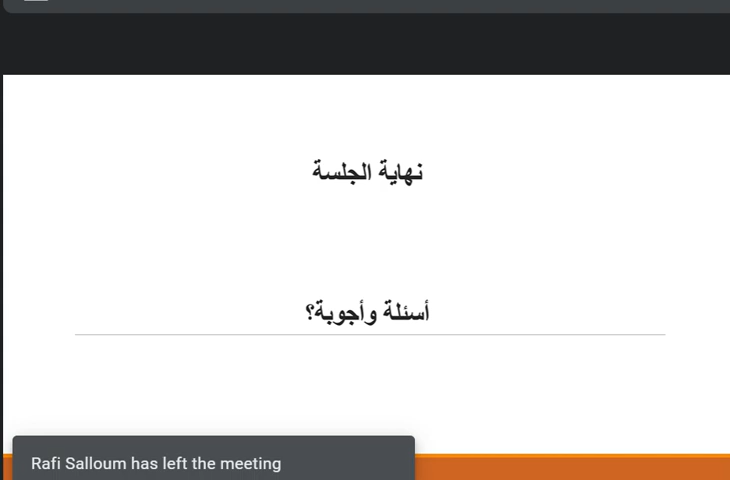 نهاية الجلسة
أسئلة وأجوبة؟
Rafi Salloum has left the meeting